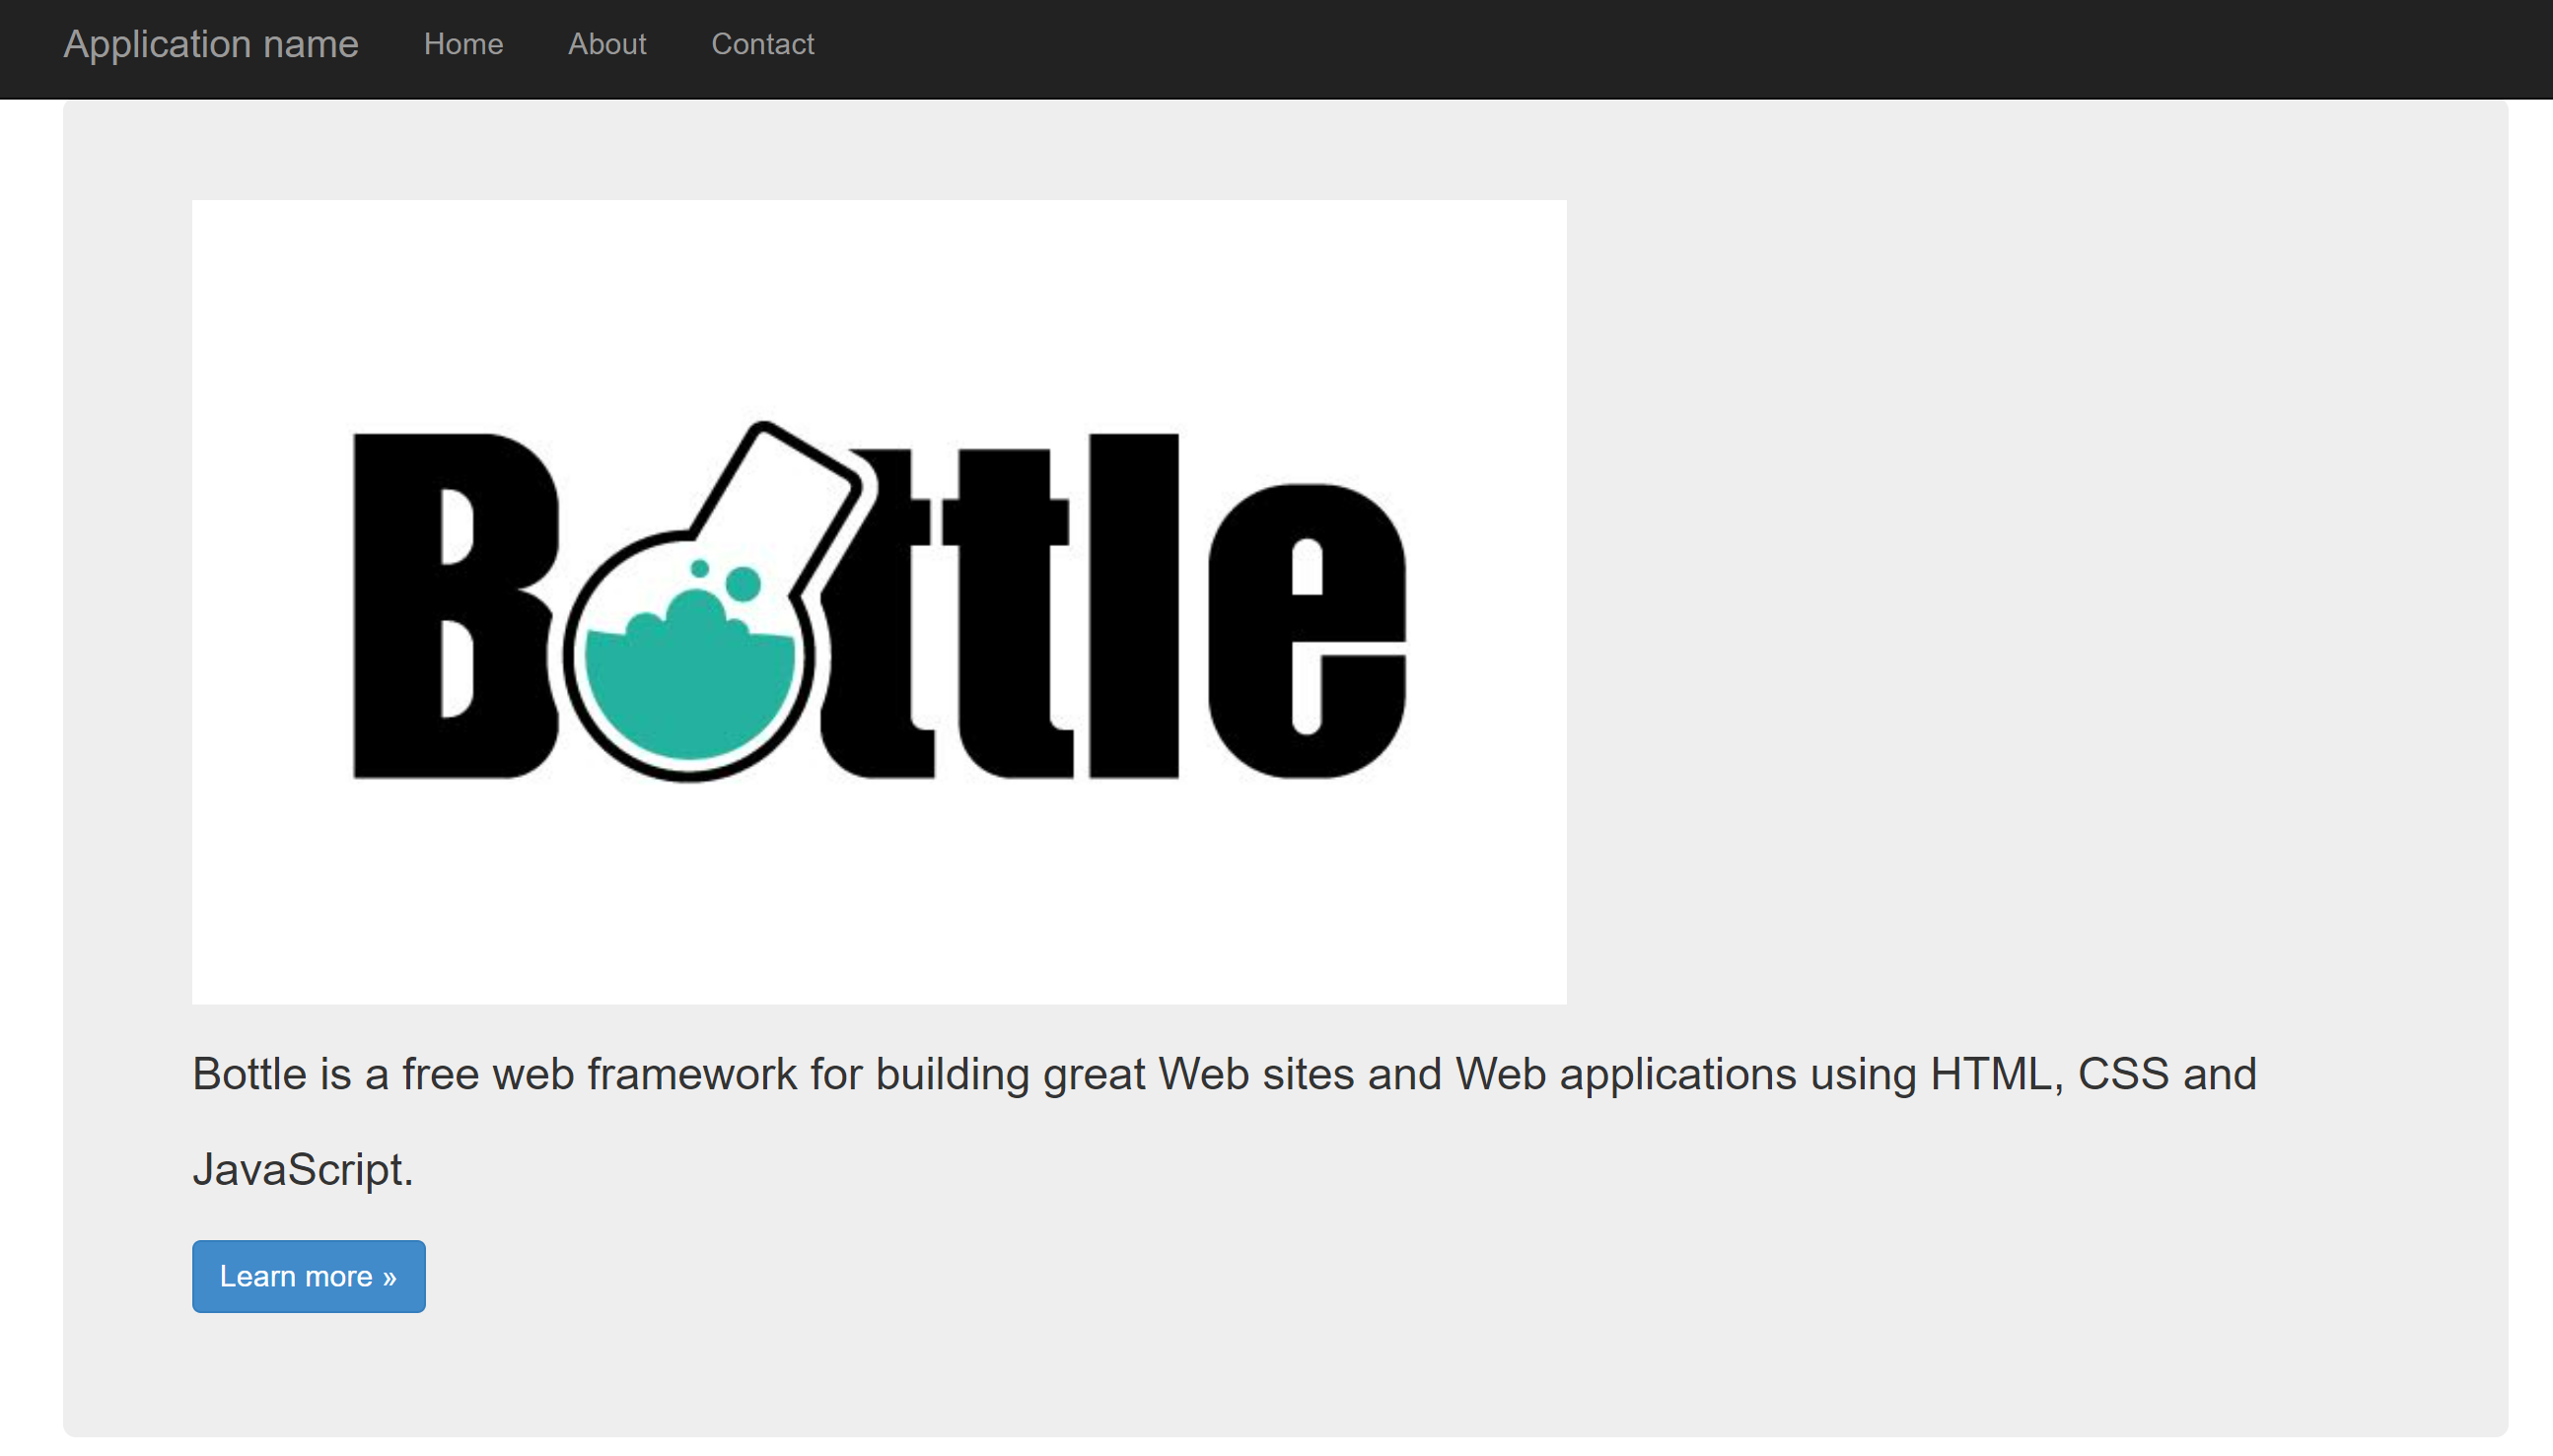 Application name Home About Contact
Bottle
Bottle is a free web framework for building great Web sites and Web applications using HTML, CSS and
JavaScript.
Learn more »